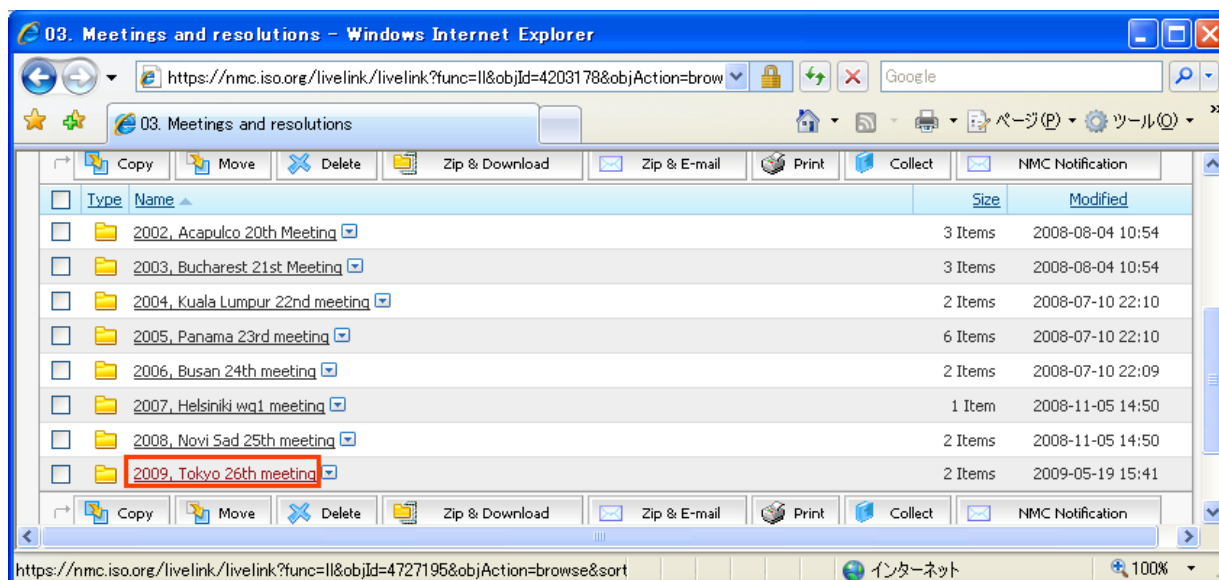 03. Meetings and resolutions - Windows Internet Explorer
https://nmc.iso.org/livelink/livelink?func=ll&objId=4203178&objAction=brow
Google
03. Meetings and resolutions
ページ(P)
ツール(O)
Copy Move Delete Zip & Download Zip & E-mail Print Collect NMC Notification
Type Name Size Modified
2002, Acapulco 20th Meeting 3 Items 2008-08-04 10:54
2003, Bucharest 21st Meeting 3 Items 2008-08-04 10:54
2004, Kuala Lumpur 22nd meeting 2 Items 2008-07-10 22:10
2005, Panama 23rd meeting 6 Items 2008-07-10 22:10
2006, Busan 24th meeting 2 Items 2008-07-10 22:09
2007, Helsiniki wg1 meeting 1 Item 2008-11-05 14:50
2008, Novi Sad 25th meeting 2 Items 2008-11-05 14:50
2009, Tokyo 26th meeting 2 Items 2009-05-19 15:41
Copy Move Delete Zip & Download Zip & E-mail Print Collect NMC Notification
https://nmc.iso.org/livelink/livelink?func=ll&objId=4727195&objAction=browse&sort インターネット 100%